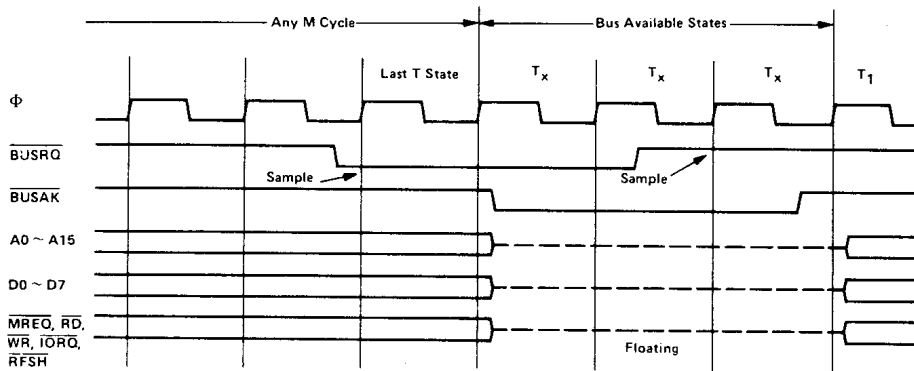 Any M Cycle
Bus Available States
Last T State
Tx
Tx
Tx
T1
Φ
BUSRQ
Sample
Sample
BUSAK
A0 ~ A15
D0 ~ D7
MREQ, RD,
WR, IORQ,
RFSH
Floating